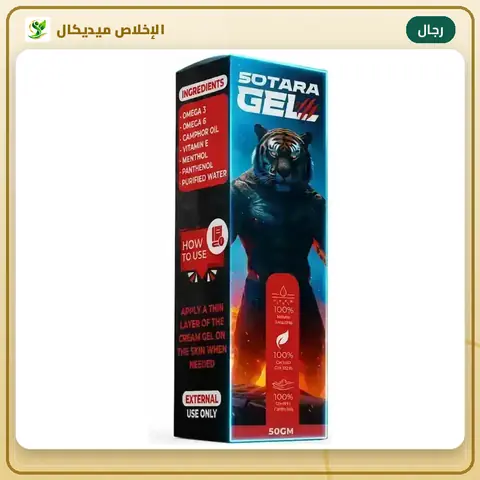 الإخلاص ميديكال
رجال
SOTARA
GEL
INGREDIENTS
• OMEGA 3
• OMEGA 6
• CAMPHOR OIL
• VITAMIN E
• MENTHOL
• PANTHENOL
• PURIFIED WATER
HOW
TO USE
APPLY A THIN
LAYER OF THE
CREAM GEL ON
THE SKIN WHEN
NEEDED
EXTERNAL
USE ONLY
100%
100%
100%
50GM